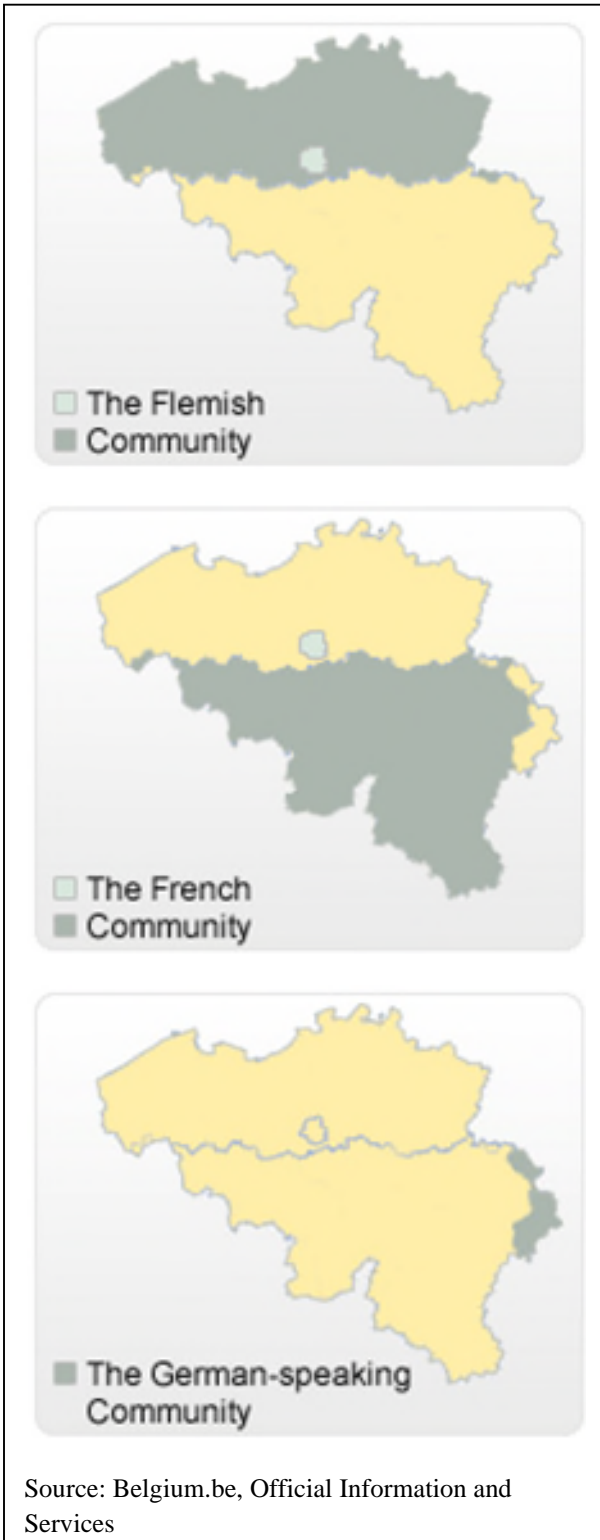 The Flemish
Community
The French
Community
The German-speaking
Community
Source: Belgium.be, Official Information and
Services